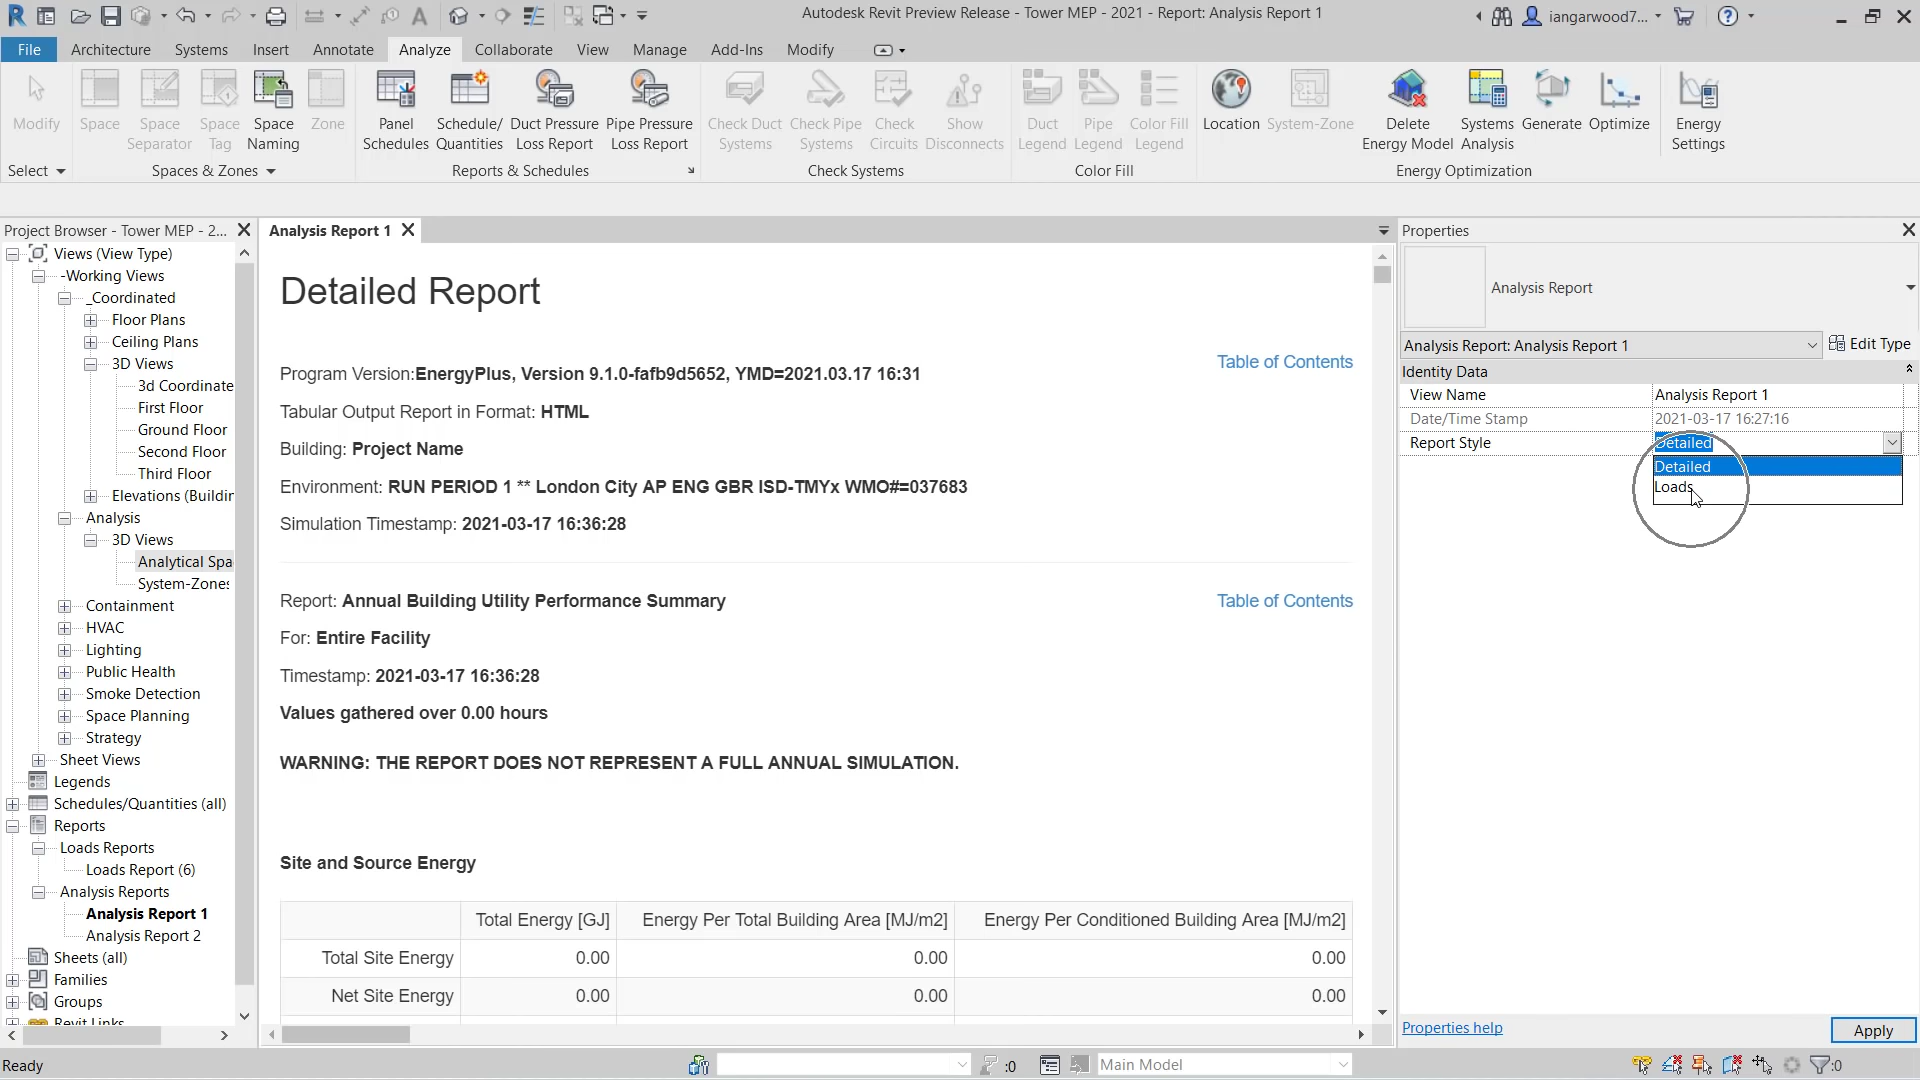 Autodesk Revit Preview Release - Tower MEP - 2021 - Report: Analysis Report 1
iangarwood7...
File
Architecture
Systems
Insert
Annotate
Analyze
Collaborate
View
Manage
Add-Ins
Modify
Modify
Space
Space Separator
Space Tag
Space Naming
Zone
Panel Schedules
Schedule/ Quantities
Duct Pressure Loss Report
Pipe Pressure Loss Report
Check Duct Systems
Check Pipe Systems
Check Circuits
Show Disconnects
Duct Legend
Pipe Legend
Color Fill Legend
Location
System-Zone
Delete Energy Model
Systems Analysis
Generate
Optimize
Energy Settings
Select
Spaces & Zones
Reports & Schedules
Check Systems
Color Fill
Energy Optimization
Project Browser - Tower MEP - 2...
Views (View Type)
-Working Views
_Coordinated
Floor Plans
Ceiling Plans
3D Views
3d Coordinate
First Floor
Ground Floor
Second Floor
Third Floor
Elevations (Buildin
Analysis
3D Views
Analytical Spa
System-Zones
Containment
HVAC
Lighting
Public Health
Smoke Detection
Space Planning
Strategy
Sheet Views
Legends
Schedules/Quantities (all)
Reports
Loads Reports
Loads Report (6)
Analysis Reports
Analysis Report 1
Analysis Report 2
Sheets (all)
Families
Groups
Revit Links
Analysis Report 1
Detailed Report
Table of Contents
Program Version:EnergyPlus, Version 9.1.0-fafb9d5652, YMD=2021.03.17 16:31
Tabular Output Report in Format: HTML
Building: Project Name
Environment: RUN PERIOD 1 ** London City AP ENG GBR ISD-TMYx WMO#=037683
Simulation Timestamp: 2021-03-17 16:36:28
Report: Annual Building Utility Performance Summary
Table of Contents
For: Entire Facility
Timestamp: 2021-03-17 16:36:28
Values gathered over 0.00 hours
WARNING: THE REPORT DOES NOT REPRESENT A FULL ANNUAL SIMULATION.
Site and Source Energy
Total Energy [GJ] Energy Per Total Building Area [MJ/m2] Energy Per Conditioned Building Area [MJ/m2]
Total Site Energy 0.00 0.00 0.00
Net Site Energy 0.00 0.00 0.00
Properties
Analysis Report
Analysis Report: Analysis Report 1
Edit Type
Identity Data
View Name Analysis Report 1
Date/Time Stamp 2021-03-17 16:27:16
Report Style Detailed
Detailed
Loads
Properties help
Apply
Ready
:0
Main Model
:0